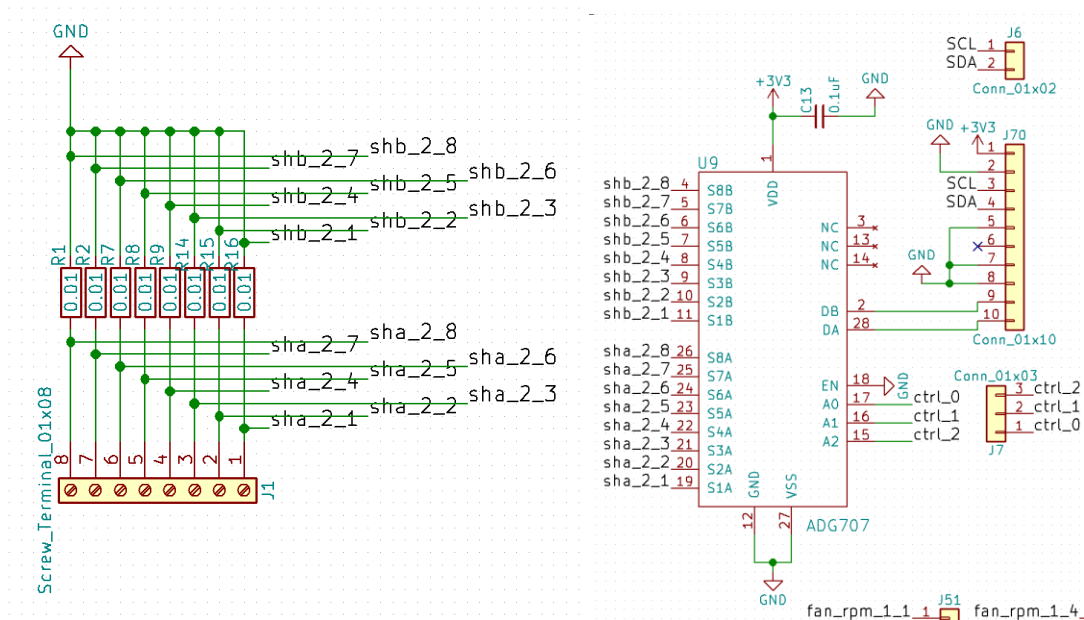 GND
shb_2_8
shb_2_7
shb_2_6
shb_2_5
shb_2_4
shb_2_3
shb_2_2
shb_2_1
R1
R2
R7
R8
R9
R14
R15
R16
0.01
0.01
0.01
0.01
0.01
0.01
0.01
0.01
sha_2_8
sha_2_7
sha_2_6
sha_2_5
sha_2_4
sha_2_3
sha_2_2
sha_2_1
8
7
6
5
4
3
2
1
J1
Screw_Terminal_01x08
+3V3
C13
0.1uF
GND
U9
1
VDD
shb_2_8 4 S8B
shb_2_7 5 S7B
shb_2_6 6 S6B
shb_2_5 7 S5B
shb_2_4 8 S4B
shb_2_3 9 S3B
shb_2_2 10 S2B
shb_2_1 11 S1B
sha_2_8 26 S8A
sha_2_7 25 S7A
sha_2_6 24 S6A
sha_2_5 23 S5A
sha_2_4 22 S4A
sha_2_3 21 S3A
sha_2_2 20 S2A
sha_2_1 19 S1A
NC 3
NC 13
NC 14
DB 2
DA 28
EN 18 GND
A0 17 ctrl_0
A1 16 ctrl_1
A2 15 ctrl_2
GND
VSS
12
27
ADG707
GND
J6
SCL 1
SDA 2
Conn_01x02
GND
+3V3
J70
1
2
SCL 3
SDA 4
5
6
7
GND
8
9
10
Conn_01x10
Conn_01x03
3 ctrl_2
2 ctrl_1
1 ctrl_0
J7
J51
fan_rpm_1_1 1
fan_rpm_1_4